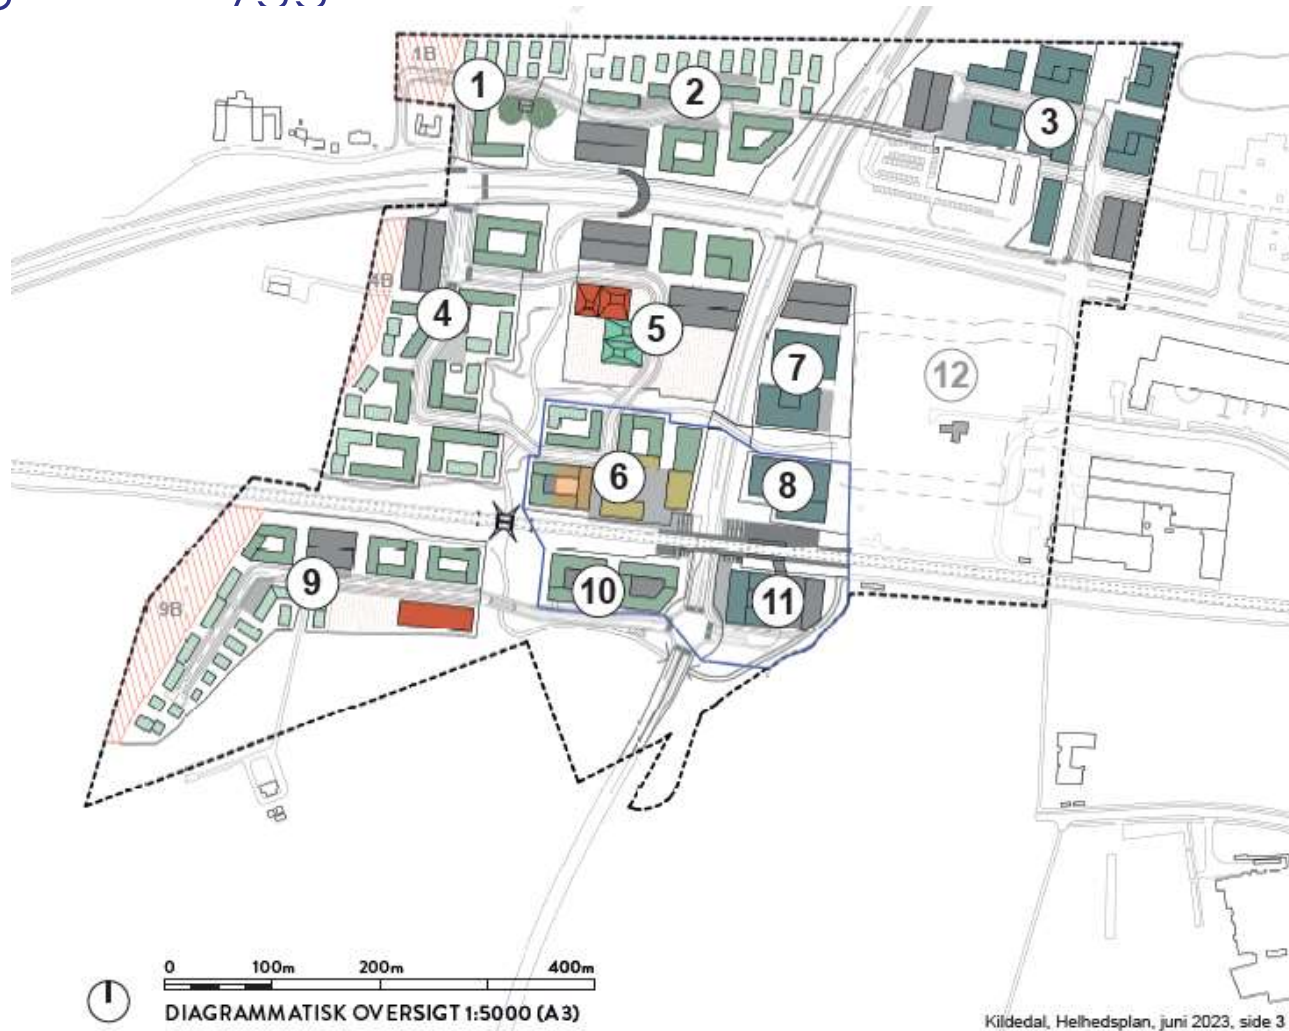 1B
1
2
3
4B
4
5
7
12
6
8
9
9B
10
11
0 100m 200m 400m
DIAGRAMMATISK OVERSIGT 1:5000 (A3)
Kildedal, Helhedsplan, juni 2023, side 3